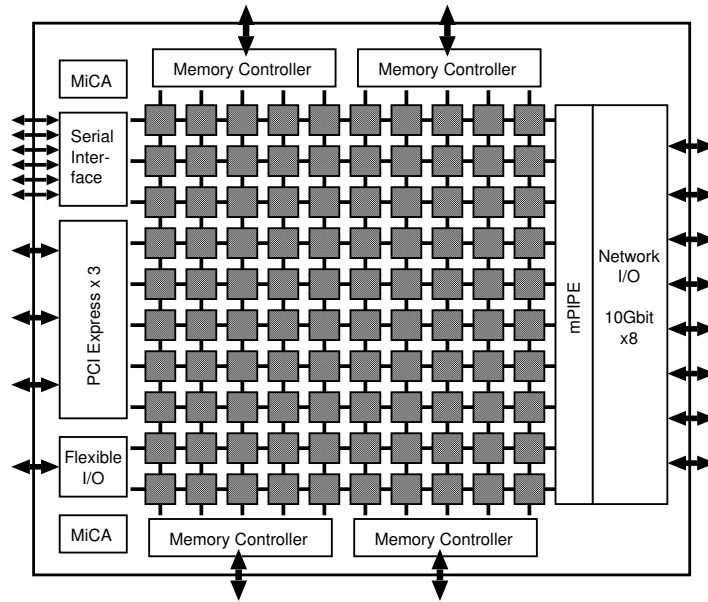 MiCA
Memory Controller
Memory Controller
Serial
Inter-
face
PCI Express x 3
mPIPE
Network
I/O
10Gbit
x8
Flexible
I/O
MiCA
Memory Controller
Memory Controller